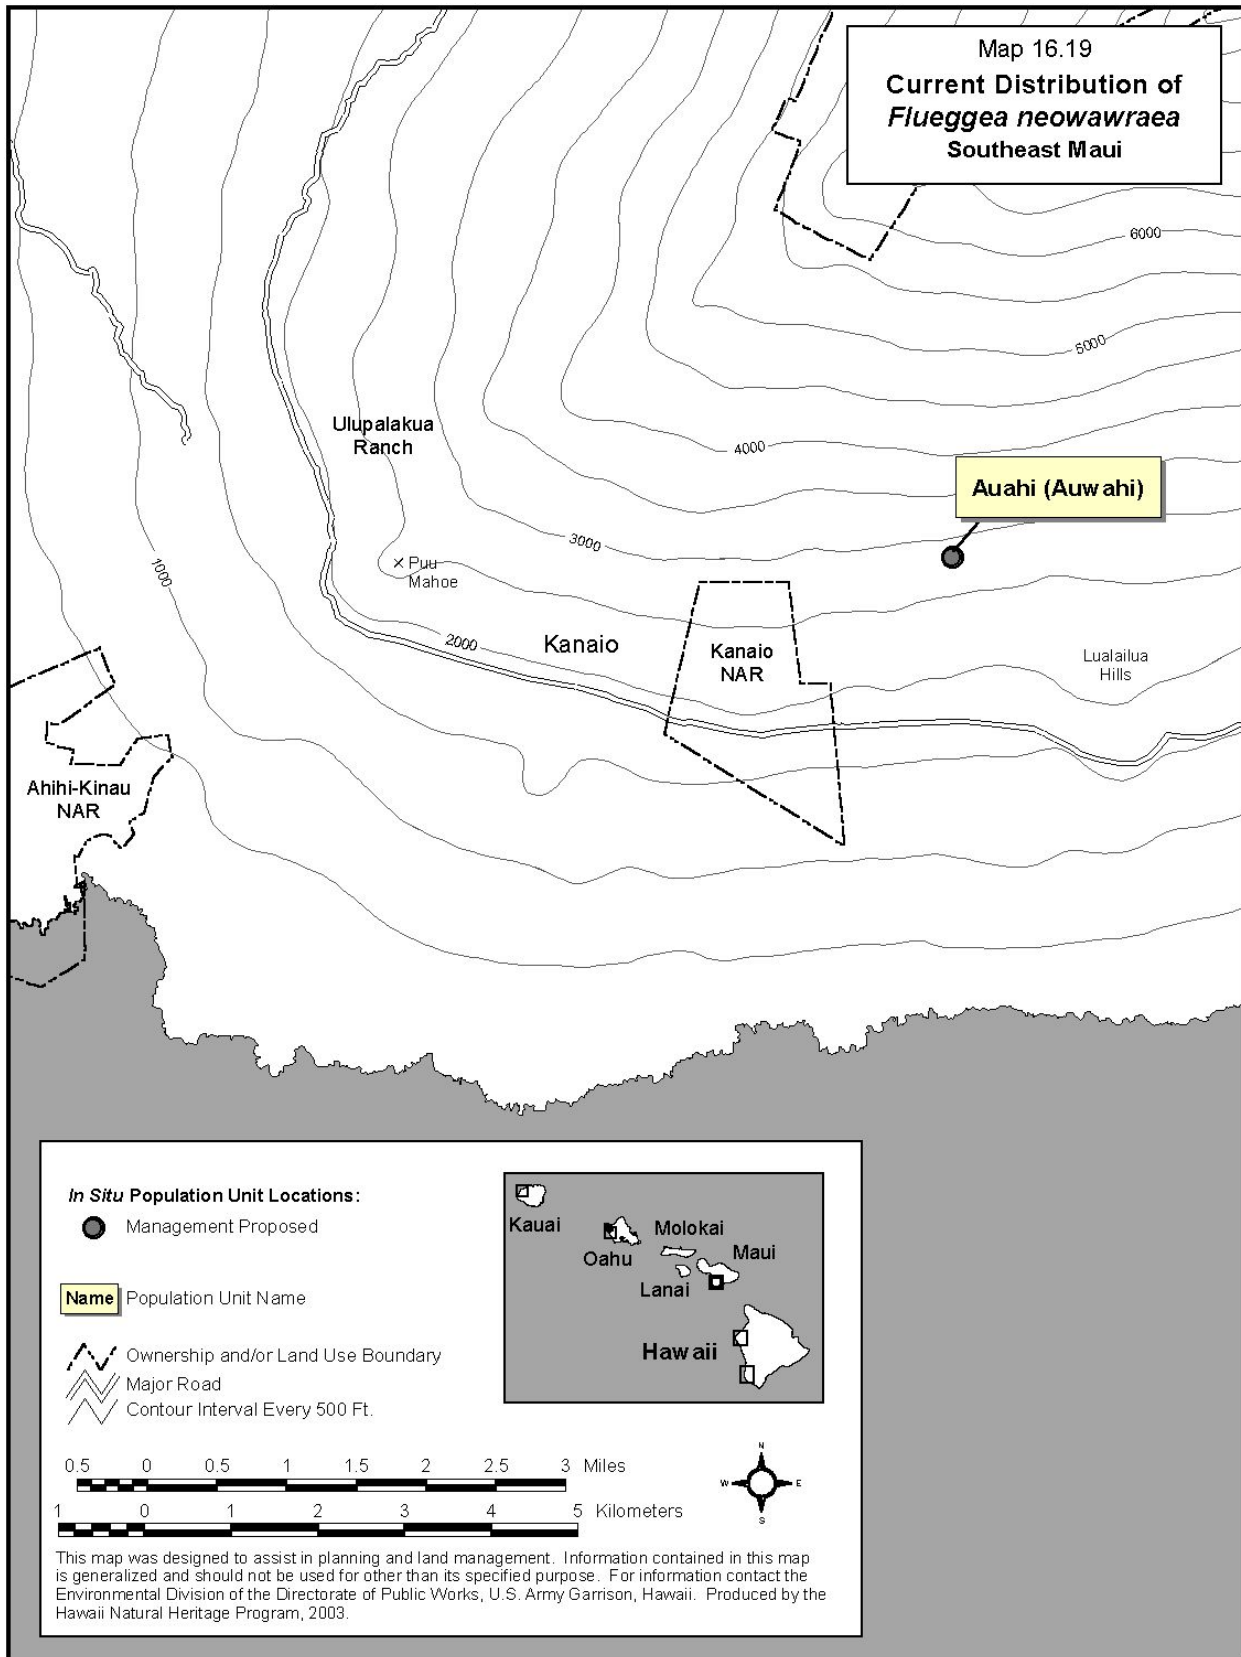 Map 16.19
Current Distribution of
Flueggea neowawraea
Southeast Maui
6000
5000
Ulupalakua
Ranch
4000
Auahi (Auwahi)
3000
1000
Puu
Mahoe
2000
Kanaio
Kanaio
NAR
Lualailua
Hills
Ahihi-Kinau
NAR
In Situ Population Unit Locations:
Management Proposed
Name Population Unit Name
Ownership and/or Land Use Boundary
Major Road
Contour Interval Every 500 Ft.
Kauai
Oahu
Molokai
Maui
Lanai
Hawaii
0.5 0 0.5 1 1.5 2 2.5 3 Miles
1 0 1 2 3 4 5 Kilometers
N
W E
S
This map was designed to assist in planning and land management. Information contained in this map
is generalized and should not be used for other than its specified purpose. For information contact the
Environmental Division of the Directorate of Public Works, U.S. Army Garrison, Hawaii. Produced by the
Hawaii Natural Heritage Program, 2003.